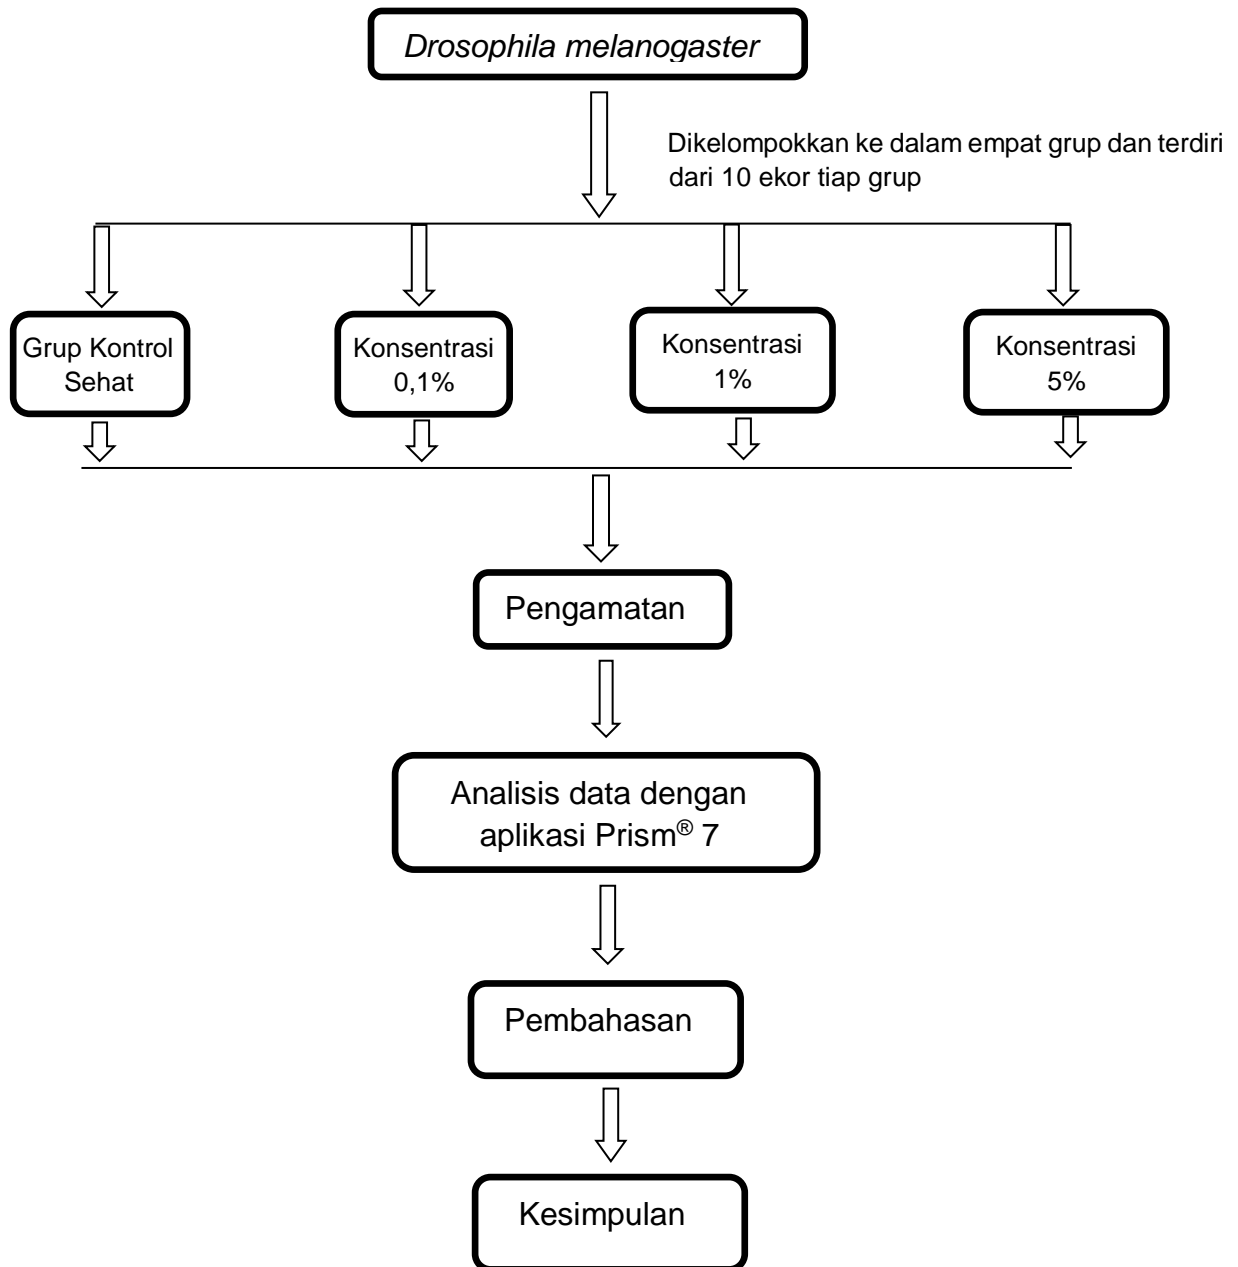 Drosophila melanogaster
Dikelompokkan ke dalam empat grup dan terdiri
dari 10 ekor tiap grup
Grup Kontrol
Sehat
Konsentrasi
0,1%
Konsentrasi
1%
Konsentrasi
5%
Pengamatan
Analisis data dengan
aplikasi Prism® 7
Pembahasan
Kesimpulan